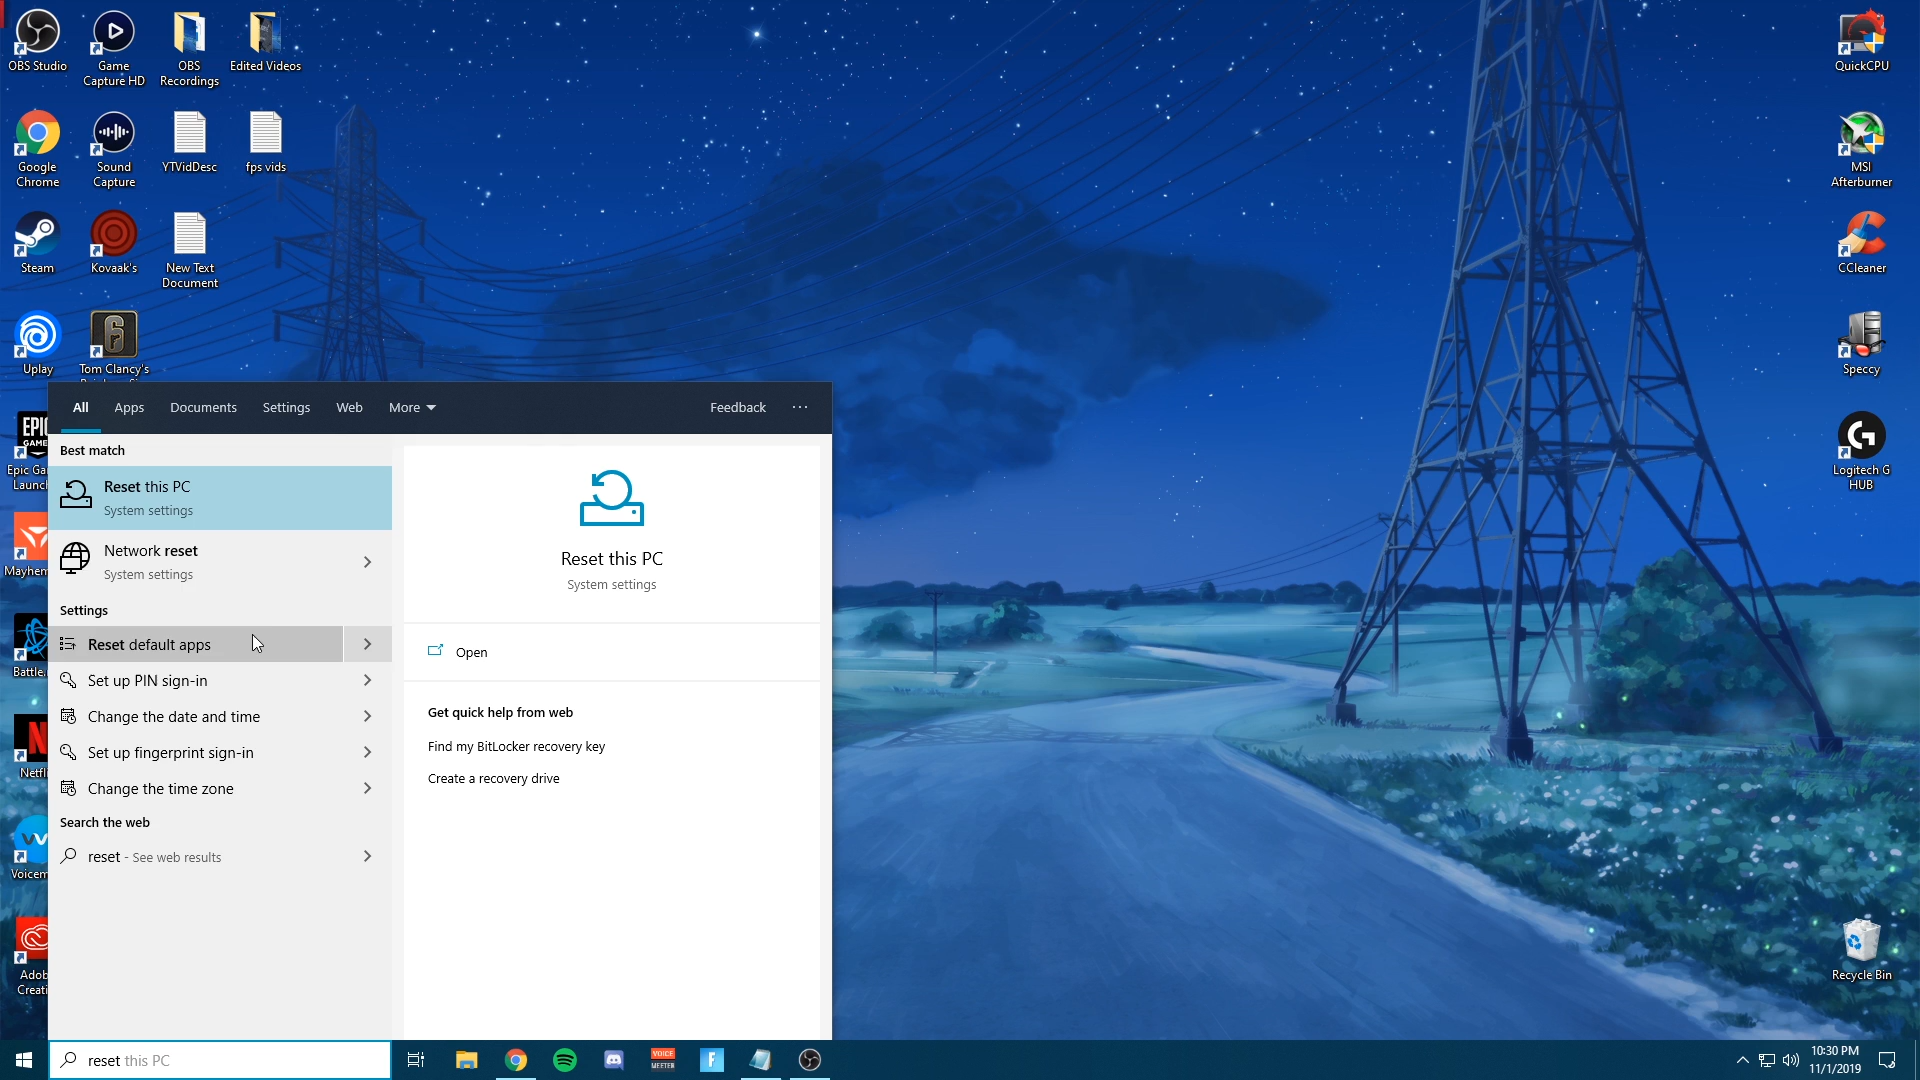 OBS Studio
Game
Capture HD
OBS
Recordings
Edited Videos
QuickCPU
Google
Chrome
Sound
Capture
YTVidDesc
fps vids
MSI
Afterburner
Steam
Kovaak's
New Text
Document
CCleaner
Uplay
Tom Clancy's
Speccy
All
Apps
Documents
Settings
Web
More
Feedback
Best match
Reset this PC
System settings
Network reset
System settings
Settings
Reset default apps
Set up PIN sign-in
Change the date and time
Set up fingerprint sign-in
Change the time zone
Search the web
reset - See web results
Reset this PC
System settings
Open
Get quick help from web
Find my BitLocker recovery key
Create a recovery drive
EPIC
GAME
Epic Ga
Launc
Mayhem
Battle.
Netfli
Voicem
Adob
Creati
Logitech G
HUB
Recycle Bin
reset this PC
VOICE
MEETER
10:30 PM
11/1/2019